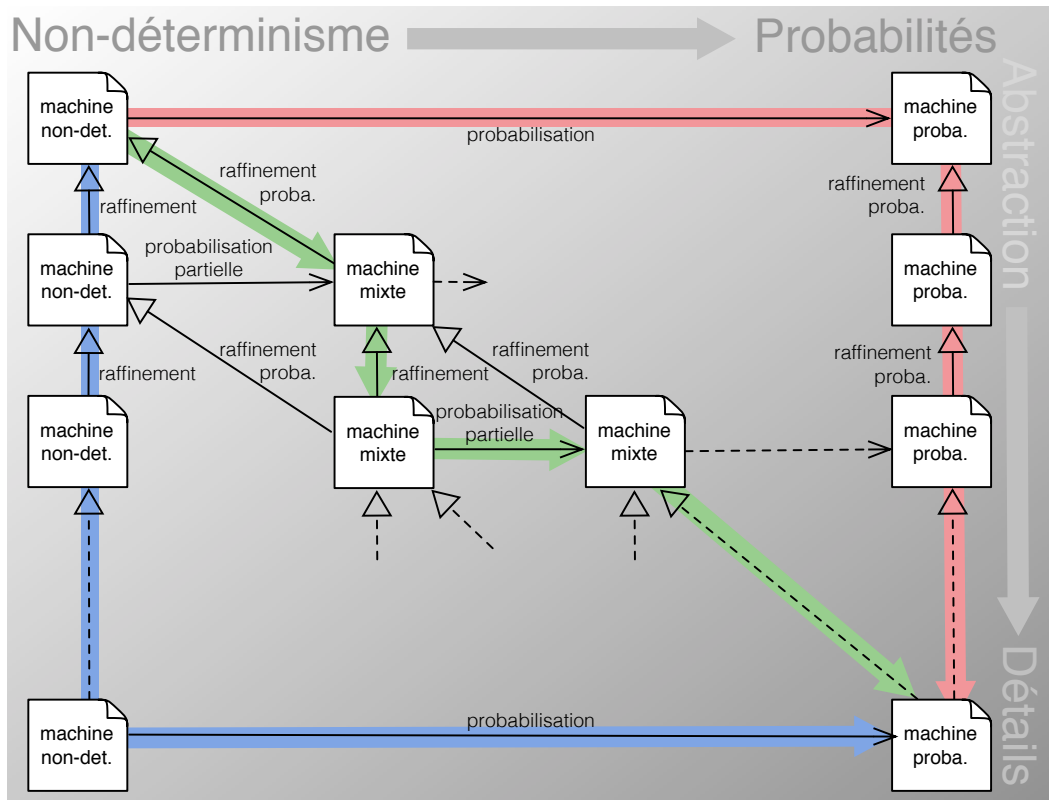 Non-déterminisme
Probabilités
Abstraction
machine
non-det.
machine
proba.
probabilisation
raffinement
proba.
raffinement
proba.
raffinement
probabilisation
partielle
machine
non-det.
machine
mixte
machine
proba.
raffinement
proba.
raffinement
proba.
raffinement
proba.
raffinement
raffinement
machine
non-det.
machine
mixte
probabilisation
partielle
machine
mixte
machine
proba.
Détails
probabilisation
machine
non-det.
machine
proba.